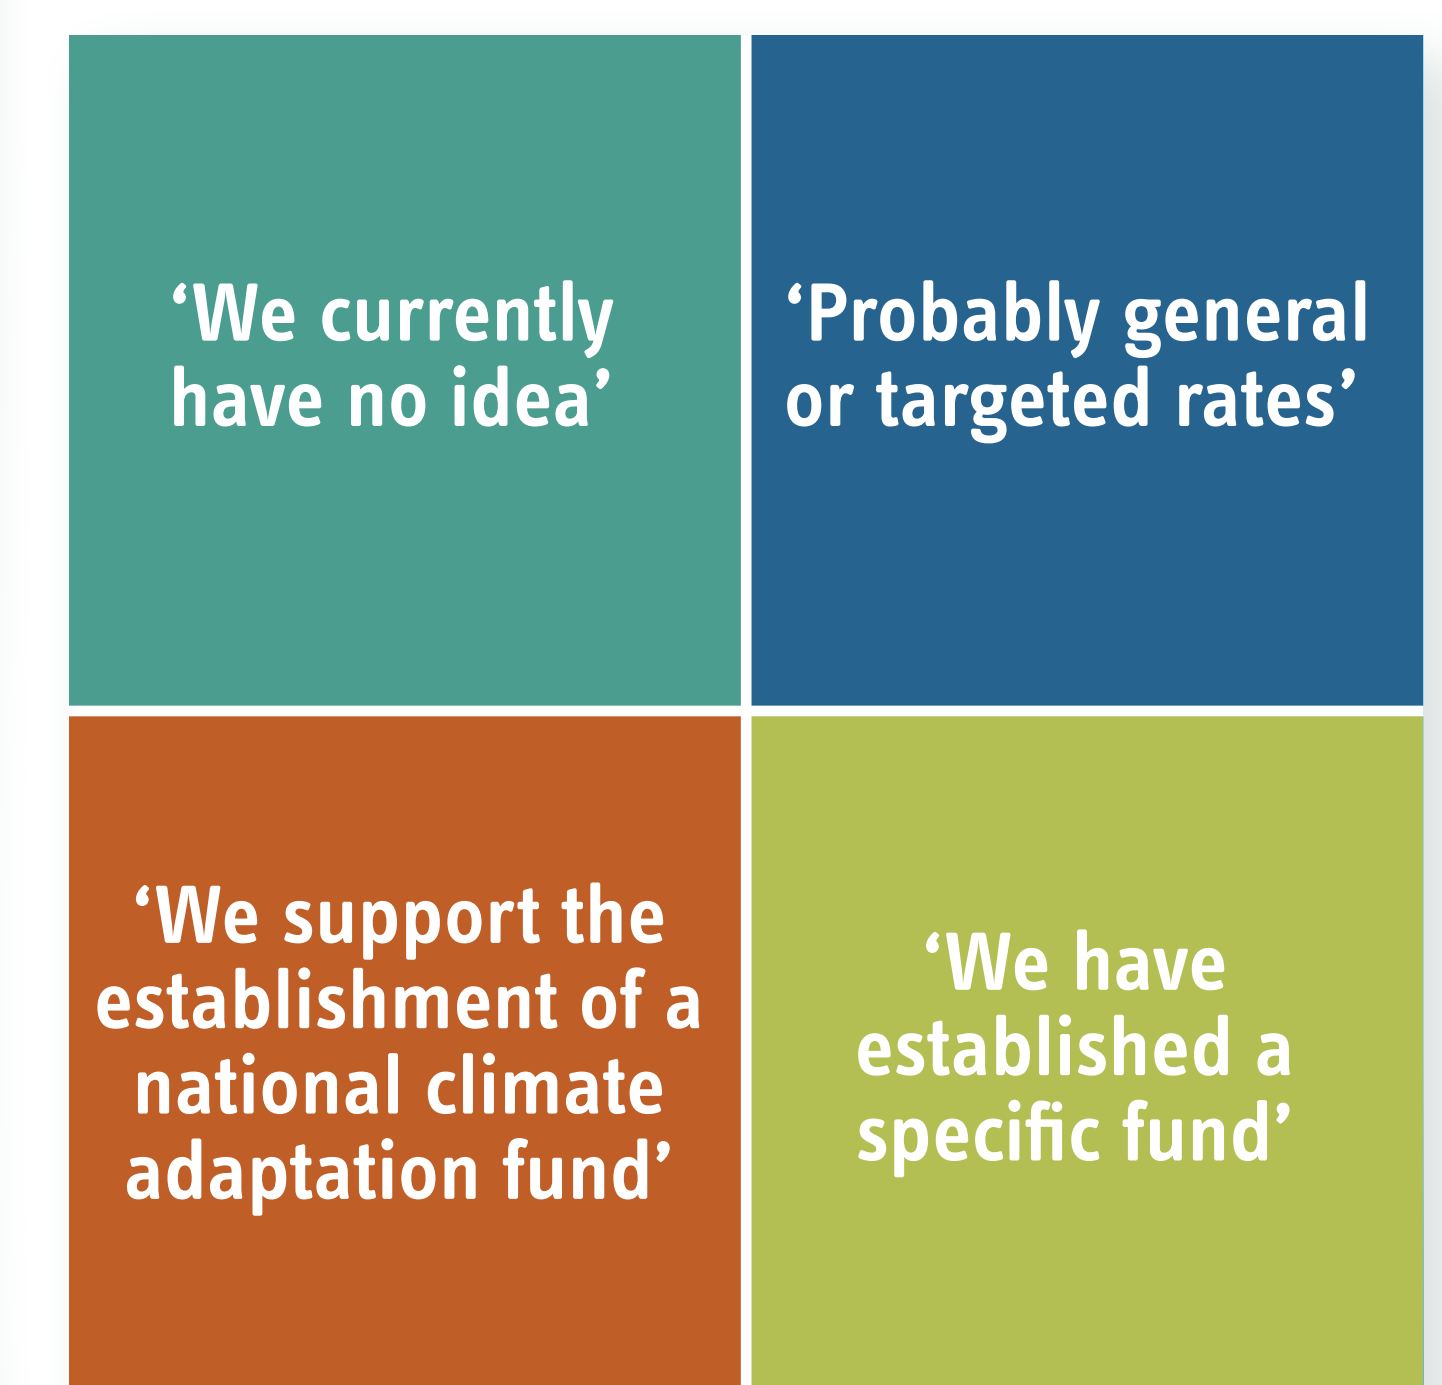 ‘We currently
have no idea’
‘Probably general
or targeted rates’
‘We support the
establishment of a
national climate
adaptation fund’
‘We have
established a
specific fund’